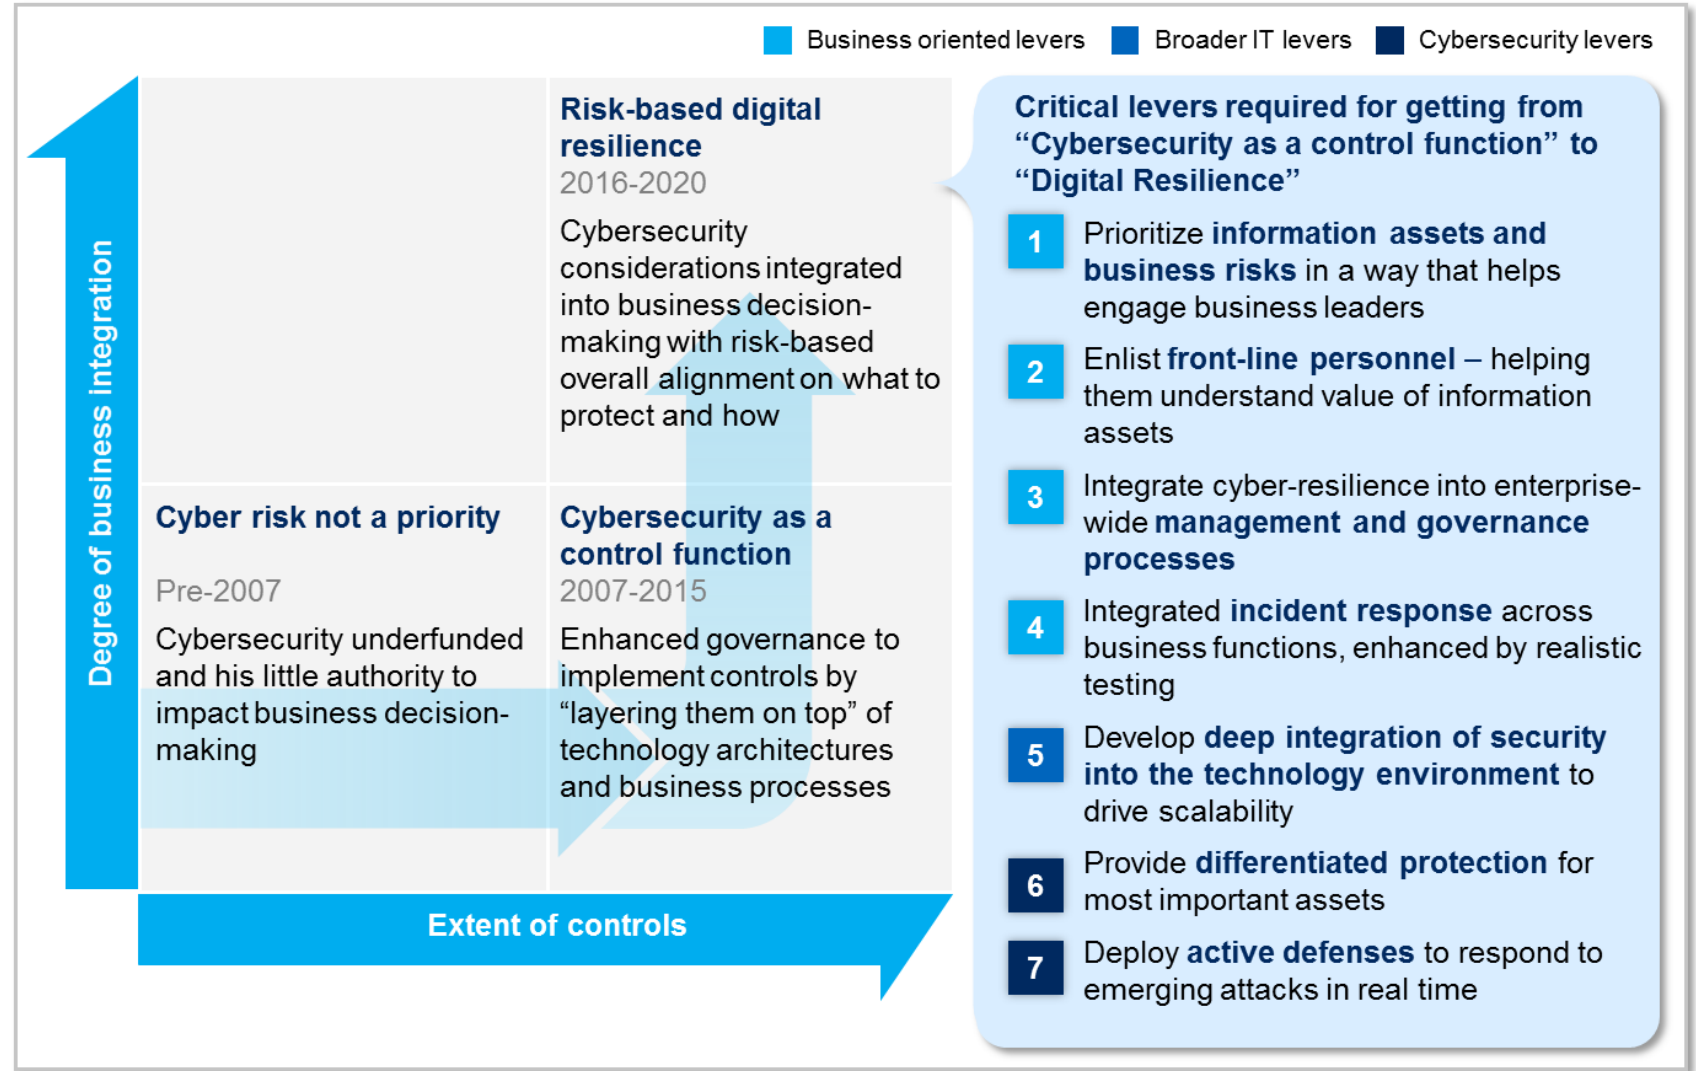 Business oriented levers
Broader IT levers
Cybersecurity levers
Degree of business integration
Risk-based digital
resilience
2016-2020
Cybersecurity
considerations integrated
into business decision-
making with risk-based
overall alignment on what to
protect and how
Cyber risk not a priority
Pre-2007
Cybersecurity underfunded
and his little authority to
impact business decision-
making
Cybersecurity as a
control function
2007-2015
Enhanced governance to
implement controls by
“layering them on top” of
technology architectures
and business processes
Extent of controls
Critical levers required for getting from
“Cybersecurity as a control function” to
“Digital Resilience”
1 Prioritize information assets and
business risks in a way that helps
engage business leaders
2 Enlist front-line personnel – helping
them understand value of information
assets
3 Integrate cyber-resilience into enterprise-
wide management and governance
processes
4 Integrated incident response across
business functions, enhanced by realistic
testing
5 Develop deep integration of security
into the technology environment to
drive scalability
6 Provide differentiated protection for
most important assets
7 Deploy active defenses to respond to
emerging attacks in real time